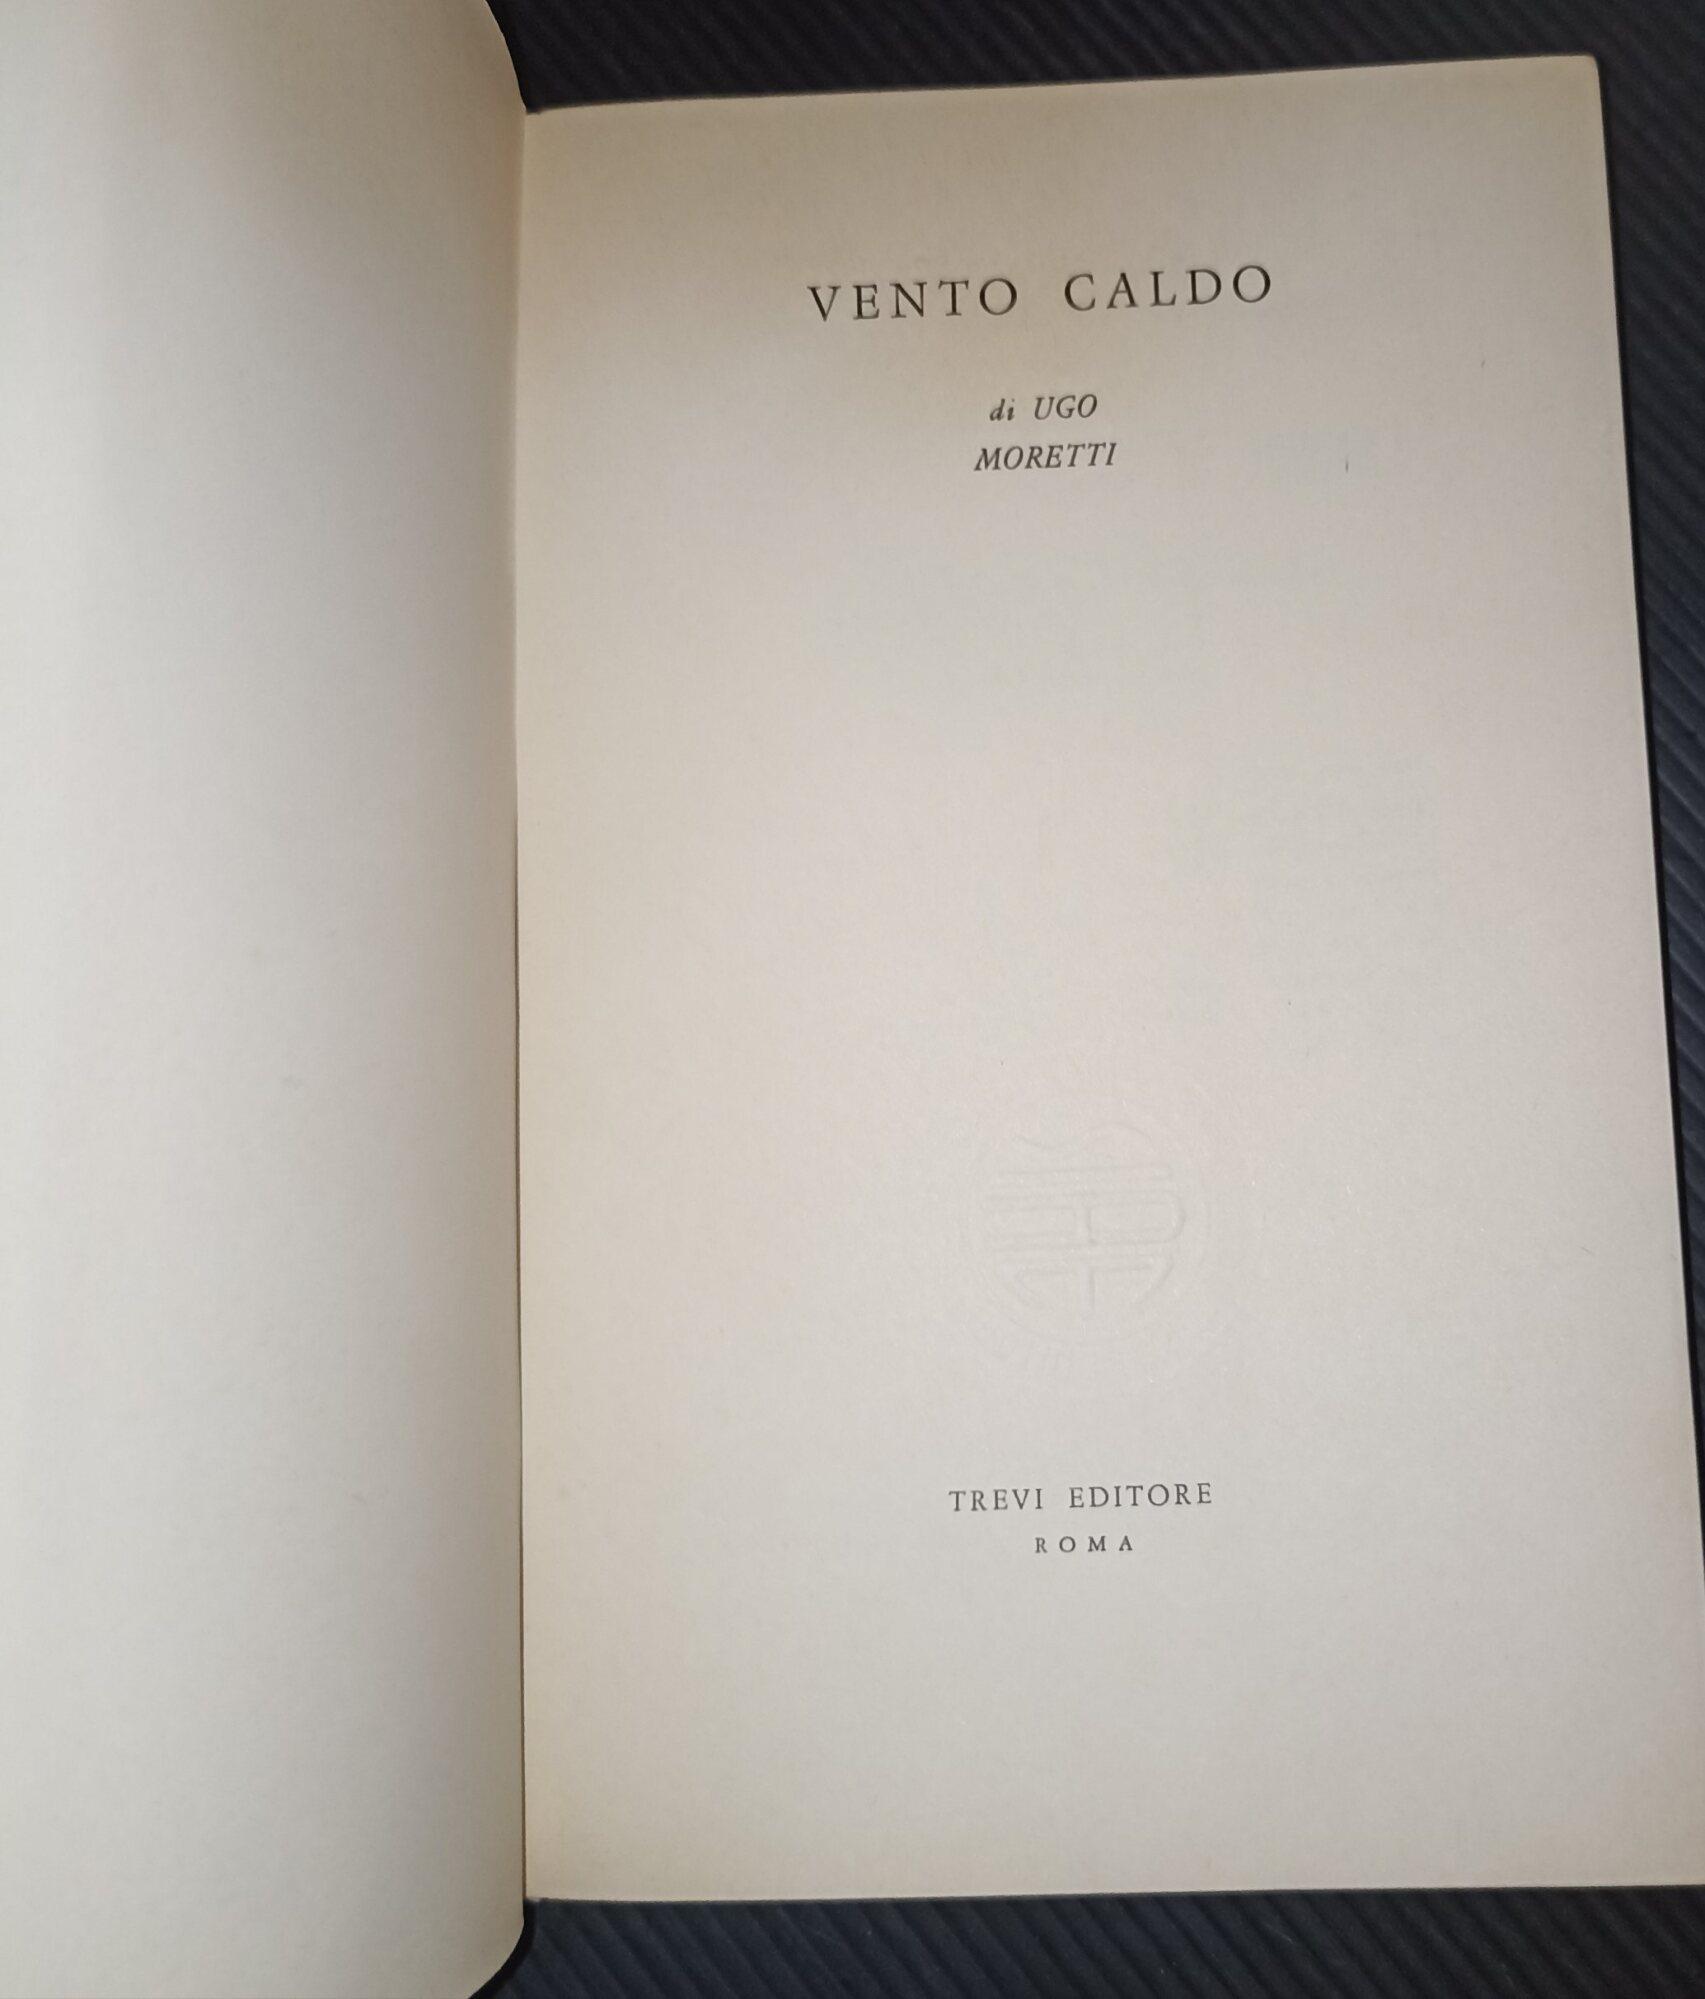 VENTO CALDO
di UGO
MORETTI
TREVI EDITORE
ROMA